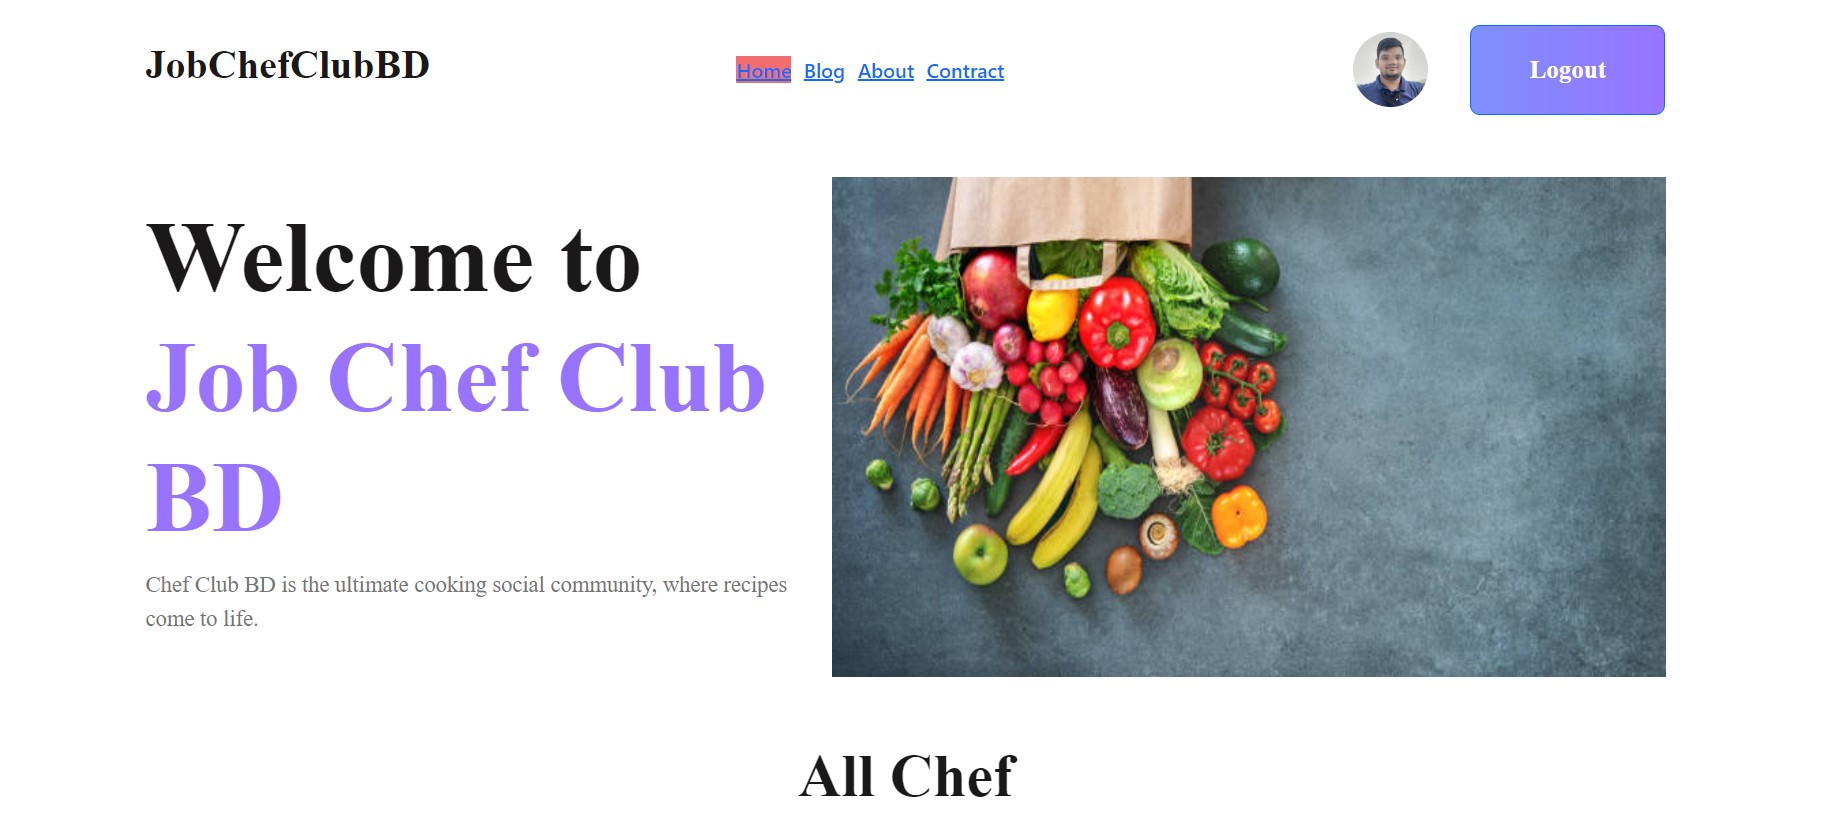 JobChefClubBD
Home Blog About Contract
Logout
Welcome to
Job Chef Club
BD
Chef Club BD is the ultimate cooking social community, where recipes
come to life.
All Chef